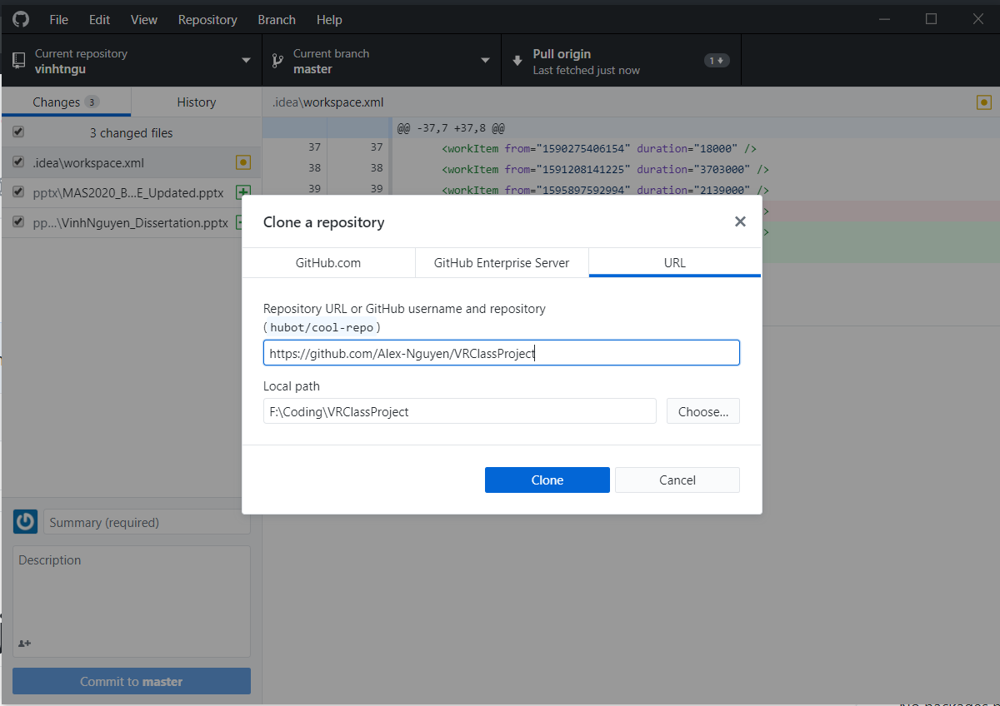 File Edit View Repository Branch Help
Current repository
vinhtngu
Current branch
master
Pull origin
Last fetched just now
1
Changes 3
History
.idea\workspace.xml
3 changed files
@@ -37,7 +37,8 @@
.idea\workspace.xml
37 37 <workItem from="1590275406154" duration="18000" />
38 38 <workItem from="1591208141225" duration="3703000" />
39 39 <workItem from="1595897592994" duration="2139000" />
pptx\MAS2020_B...E_Updated.pptx
pp...\VinhNguyen_Dissertation.pptx
>
>
Clone a repository
GitHub.com
GitHub Enterprise Server
URL
Repository URL or GitHub username and repository
(hubot/cool-repo)
https://github.com/Alex-Nguyen/VRClassProject
Local path
F:\Coding\VRClassProject
Choose...
Clone
Cancel
Summary (required)
Description
Commit to master